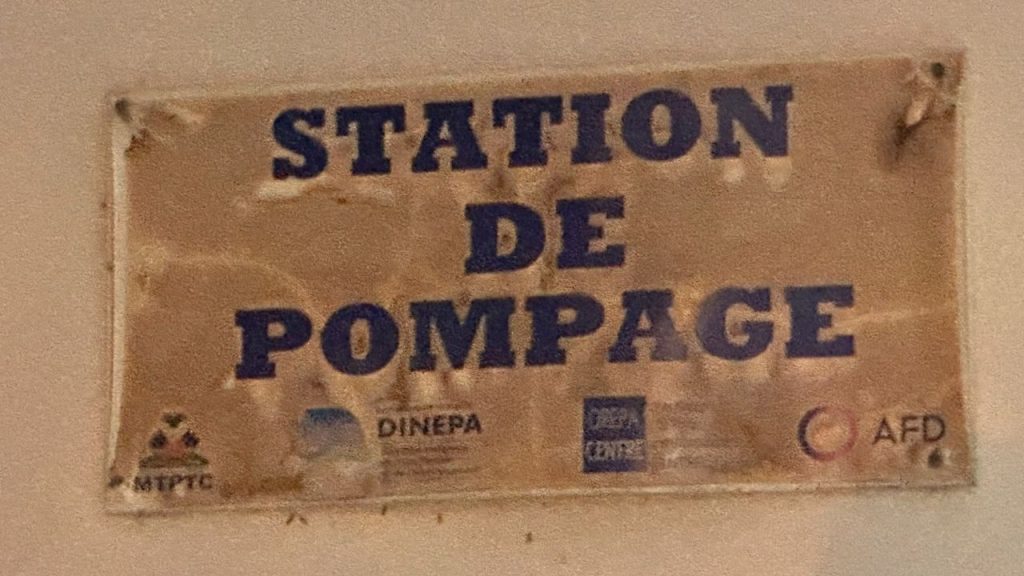 STATION
DE
POMPAGE
MTPTC
DINEPA
OREPA
CENTRE
AFD